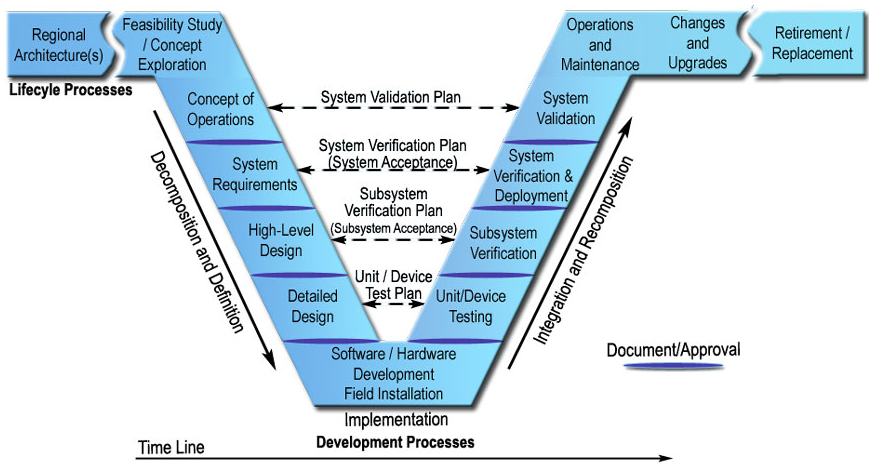 Regional
Architecture(s)
Feasibility Study
/ Concept
Exploration
Operations
and
Maintenance
Changes
and
Upgrades
Retirement /
Replacement
Lifecyle Processes
Concept of
Operations
System Validation Plan
System
Validation
System
Requirements
System Verification Plan
(System Acceptance)
System
Verification &
Deployment
High-Level
Design
Subsystem
Verification Plan
(Subsystem Acceptance)
Subsystem
Verification
Detailed
Design
Unit / Device
Test Plan
Unit/Device
Testing
Decomposition and Definition
Integration and Recomposition
Software / Hardware
Development
Field Installation
Document/Approval
Implementation
Development Processes
Time Line